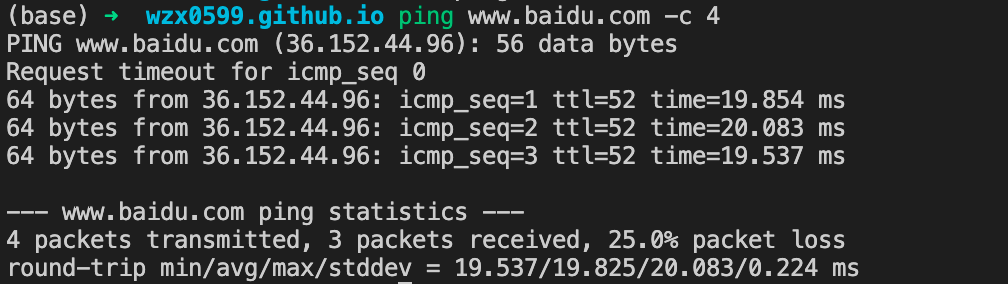 (base) → wzx0599.github.io ping www.baidu.com -c 4
PING www.baidu.com (36.152.44.96): 56 data bytes
Request timeout for icmp_seq 0
64 bytes from 36.152.44.96: icmp_seq=1 ttl=52 time=19.854 ms
64 bytes from 36.152.44.96: icmp_seq=2 ttl=52 time=20.083 ms
64 bytes from 36.152.44.96: icmp_seq=3 ttl=52 time=19.537 ms
--- www.baidu.com ping statistics ---
4 packets transmitted, 3 packets received, 25.0% packet loss
round-trip min/avg/max/stddev = 19.537/19.825/20.083/0.224 ms